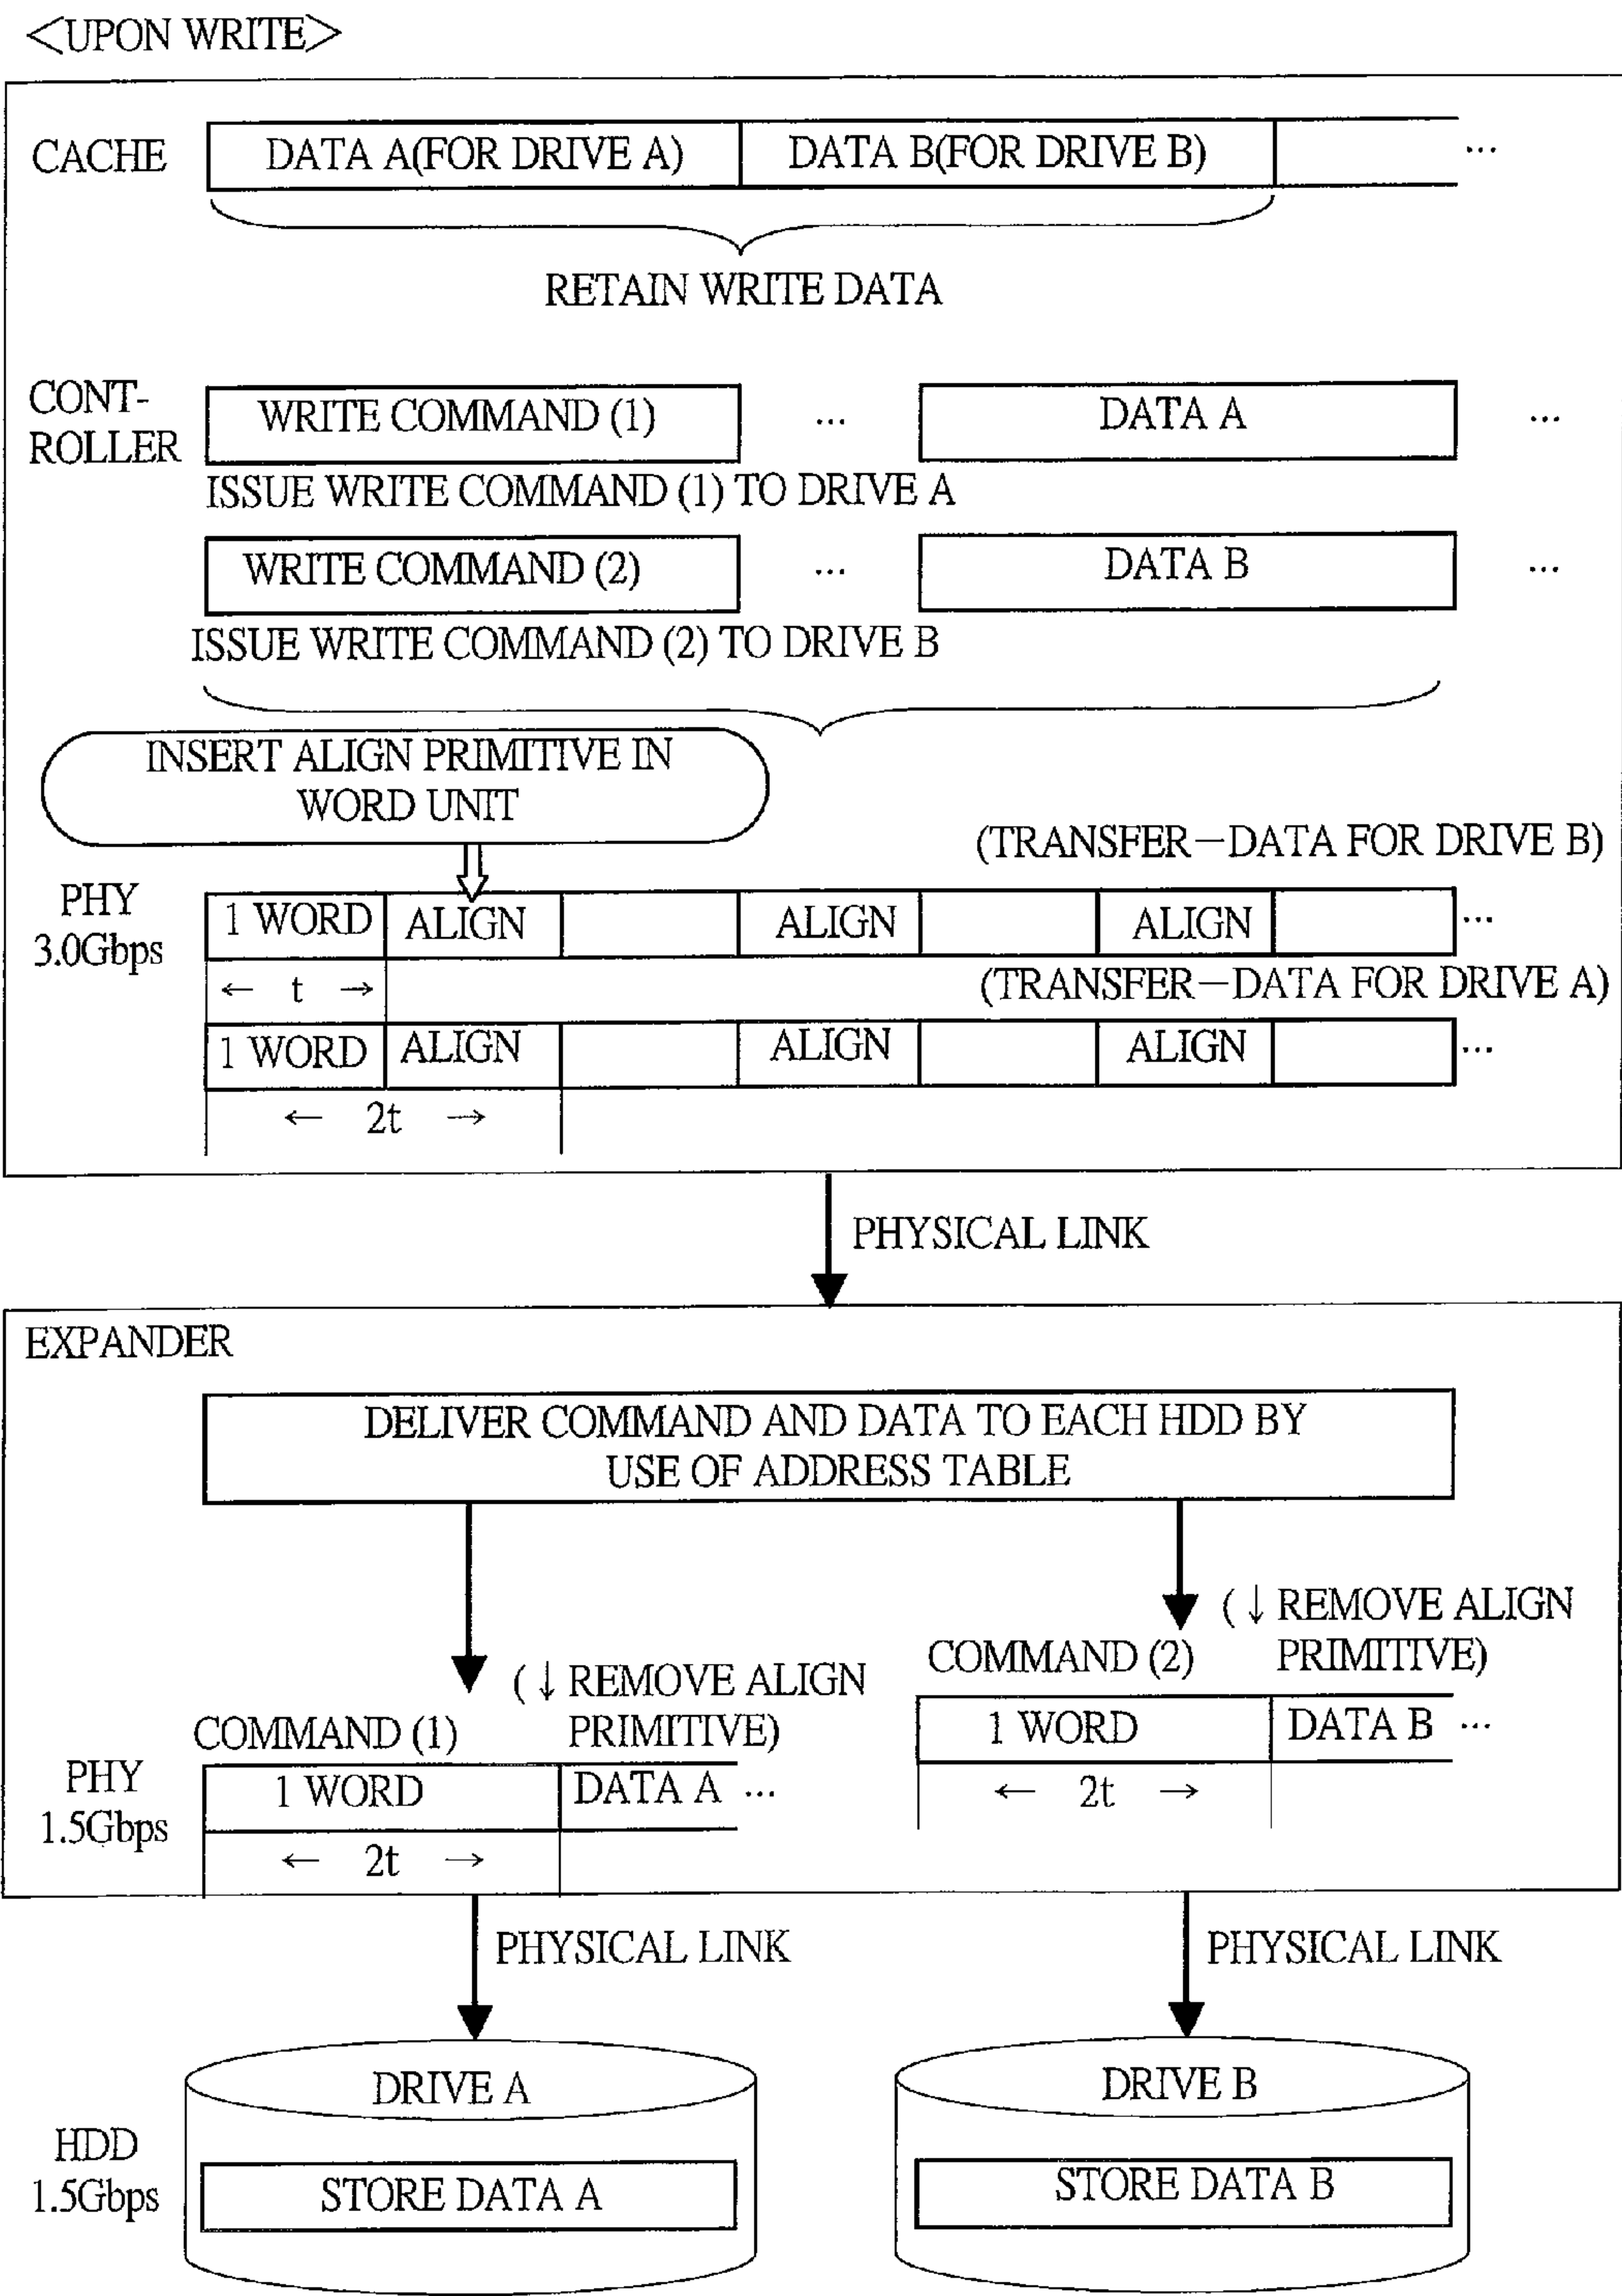 <UPON WRITE>
CACHE
DATA A(FOR DRIVE A)
DATA B(FOR DRIVE B)
...
RETAIN WRITE DATA
CONT-
ROLLER
WRITE COMMAND (1)
...
DATA A
...
ISSUE WRITE COMMAND (1) TO DRIVE A
WRITE COMMAND (2)
...
DATA B
...
ISSUE WRITE COMMAND (2) TO DRIVE B
INSERT ALIGN PRIMITIVE IN
WORD UNIT
(TRANSFER-DATA FOR DRIVE B)
PHY
3.0Gbps
1 WORD
ALIGN
ALIGN
ALIGN
...
← t →
(TRANSFER-DATA FOR DRIVE A)
1 WORD
ALIGN
ALIGN
ALIGN
...
← 2t →
PHYSICAL LINK
EXPANDER
DELIVER COMMAND AND DATA TO EACH HDD BY
USE OF ADDRESS TABLE
(↓ REMOVE ALIGN
PRIMITIVE)
COMMAND (2)
1 WORD
DATA B
...
← 2t →
(↓ REMOVE ALIGN
PRIMITIVE)
COMMAND (1)
PHY
1.5Gbps
1 WORD
DATA A
...
← 2t →
PHYSICAL LINK
PHYSICAL LINK
DRIVE A
DRIVE B
HDD
1.5Gbps
STORE DATA A
STORE DATA B